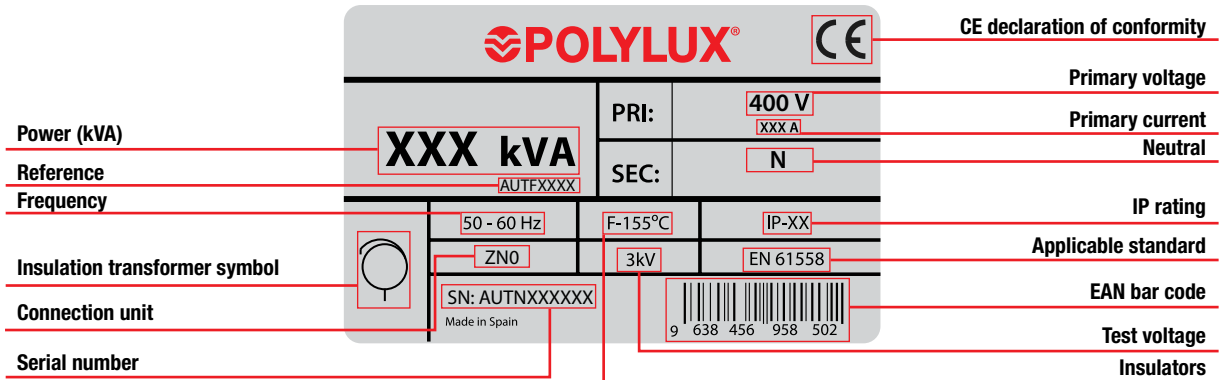 CE declaration of conformity
POLYLUX®
CE
Primary voltage
PRI:
400 V
XXX A
Primary current
Power (kVA)
XXX kVA
Neutral
N
SEC:
Reference
AUTFXXXX
Frequency
50 - 60 Hz
F-155°C
IP-XX
IP rating
ZN0
3kV
EN 61558
Applicable standard
Insulation transformer symbol
SN: AUTNXXXXXX
EAN bar code
Connection unit
Made in Spain
9 638 456 958 502
Test voltage
Serial number
Insulators